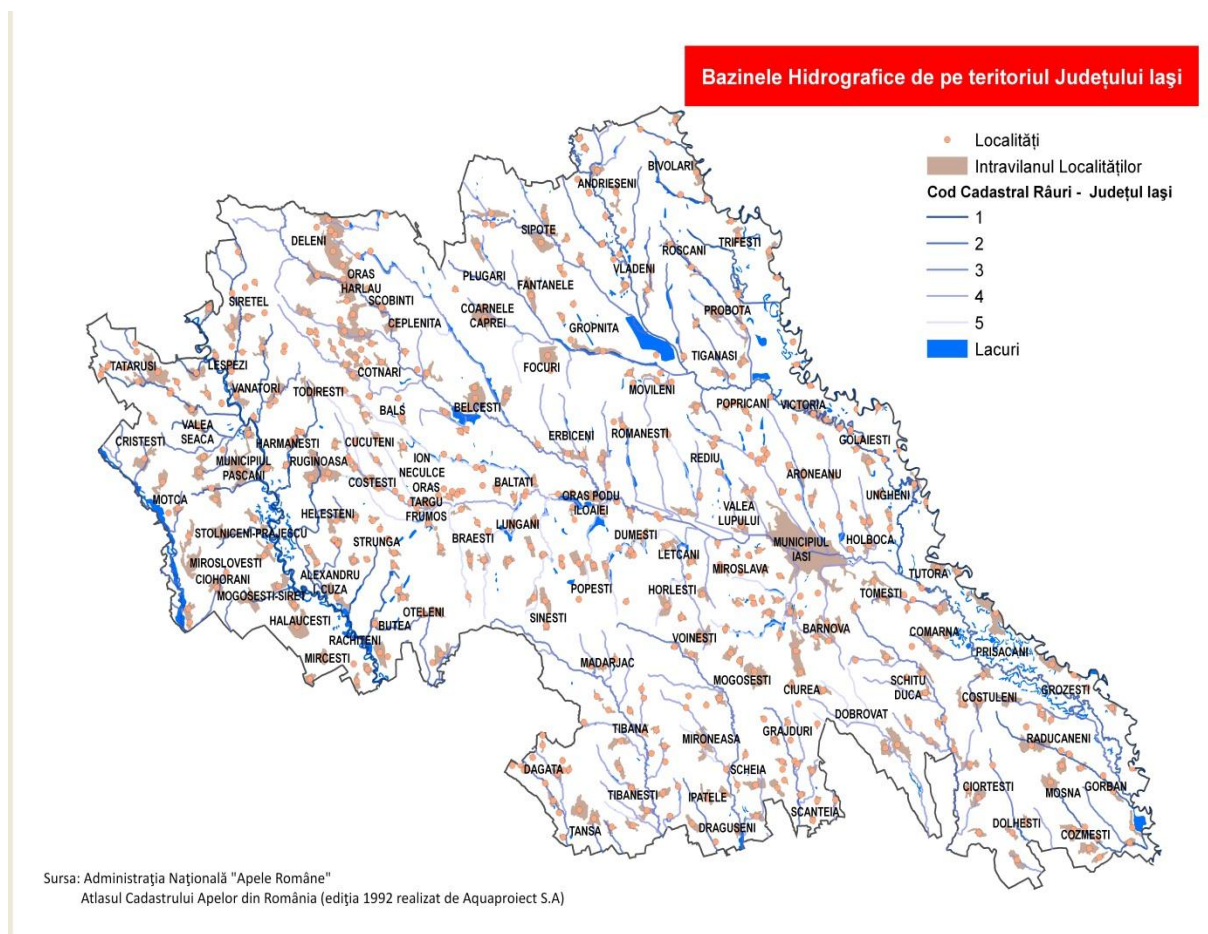 Bazinele Hidrografice de pe teritoriul Județului Iași
Localități
Intravilanul Localităților
Cod Cadastral Râuri - Județul Iași
1
2
3
4
5
Lacuri
BIVOLARI
ANDRIEȘENI
SIPOTE
DELENI
TRIFESTI
ROSCANI
VLADENI
PLUGARI
FANTANELE
ORAS
HARLAU
SIRETEL
SCOBINTI
COARNELE
CAPREI
PROBOTA
CEPLENITA
GROPNITA
TIGANASI
TATARUSI
LESPEZI
FOCURI
COTNARI
VANATORI
TODIRESTI
MOVILENI
BALȘ
BELCESTI
POPRICANI
VICTORIA
VALEA
SEACA
CRISTESTI
HARMANESTI
CUCUTENI
ERBICENI
ROMANESTI
GOLAIESTI
MUNICIPIUL
PASCANI
RUGINOASA
ION
NECULCE
REDIU
COSTESTI
ORAS
TARGU
FRUMOS
BALTATI
ARONEANU
MOTCA
ORAS PODU
ILOAIEI
UNGHENI
HELESTENI
VALEA
LUPULUI
LUNGANI
STOLNICENI-PRAJESCU
STRUNGA
BRAESTI
DUMESTI
MUNICIPIUL
IASI
HOLBOCA
LETCANI
MIROSLOVESTI
CIOHORANI
ALEXANDRU
I.CUZA
MIROSLAVA
TUTORA
MOGOSESTI-SIRET
POPESTI
HORLESTI
TOMESTI
HALAUCESTI
OTELENI
BUTEA
SINESTI
RACHITENI
BARNOVA
COMARNA
VOINESTI
PRISACANI
MIRCESTI
MADARJAC
MOGOSESTI
CIUREA
SCHITU
DUCA
COSTULENI
GROZESTI
DOBROVAT
TIBANA
MIRONEASA
GRAJDURI
RADUCANENI
DAGATA
SCHEIA
TIBANESTI
IPATELE
CIORTESTI
MOSNA
GORBAN
SCANTEIA
TANSA
DRAGUSENI
DOLHESTI
COZMESTI
Sursa: Administrația Națională "Apele Române"
Atlasul Cadastrului Apelor din România (ediția 1992 realizat de Aquaproiect S.A)